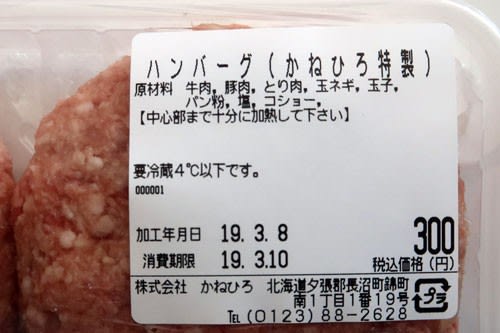 ハンバーグ(かねひろ特製)
原材料 牛肉，豚肉，とり肉，玉ネギ，玉子，
パン粉，塩，コショー，
【中心部まで十分に加熱して下さい】
要冷蔵4℃以下です。
000001
加工年月日 19.3.8
消費期限 19.3.10
300
税込価格(円)
株式会社 かねひろ 北海道夕張郡長沼町錦町
南1丁目1番19号
TEL(0123)88-2628
プラ